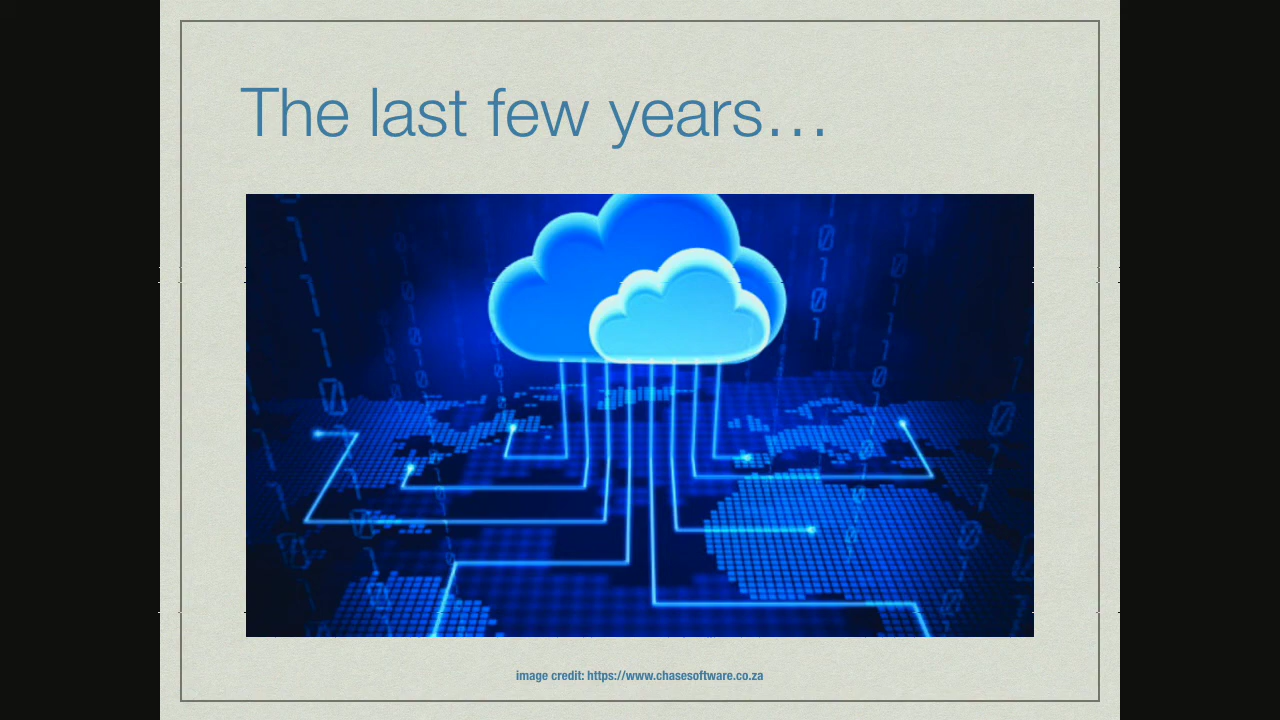 The last few years…
image credit: https://www.chasesoftware.co.za